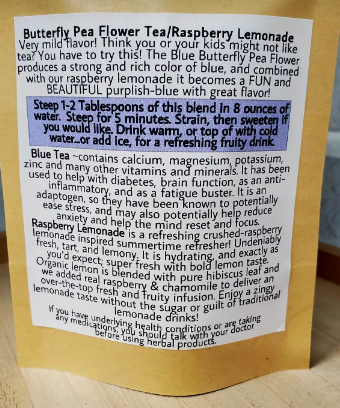 Butterfly Pea Flower Tea/Raspberry Lemonade
Very mild flavor! Think you or your kids might not like
tea? You have to try this! The Blue Butterfly Pea Flower
produces a strong and rich color of blue, and combined
with our raspberry lemonade it becomes a FUN and
BEAUTIFUL purplish-blue with great flavor!
Steep 1-2 Tablespoons of this blend in 8 ounces of
water. Steep for 5 minutes. Strain, then sweeten if
you would like. Drink warm, or top of with cold
water...or add ice, for a refreshing fruity drink.
Blue Tea ~contains calcium, magnesium, potassium,
zinc and many other vitamins and minerals. It has been
used to help with diabetes, brain function, as an anti-
inflammatory, and as a fatigue buster. It is an
adaptogen, so they have been known to potentially
ease stress, and may also potentially help reduce
anxiety and help the mind reset and focus.
Raspberry Lemonade is a refreshing crushed-raspberry
lemonade inspired summertime refresher! Undeniably
fresh, tart, and lemony. It is hydrating, and exactly as
you'd expect, super fresh with bold lemon taste.
Organic lemon is blended with pure hibiscus leaf and
we added real raspberry & chamomile to deliver an
over-the-top fresh and fruity infusion. Enjoy a zingy
lemonade taste without the sugar or guilt of traditional
lemonade drinks!
If you have underlying health conditions or are taking
any medications, you should talk with your doctor
before using herbal products.